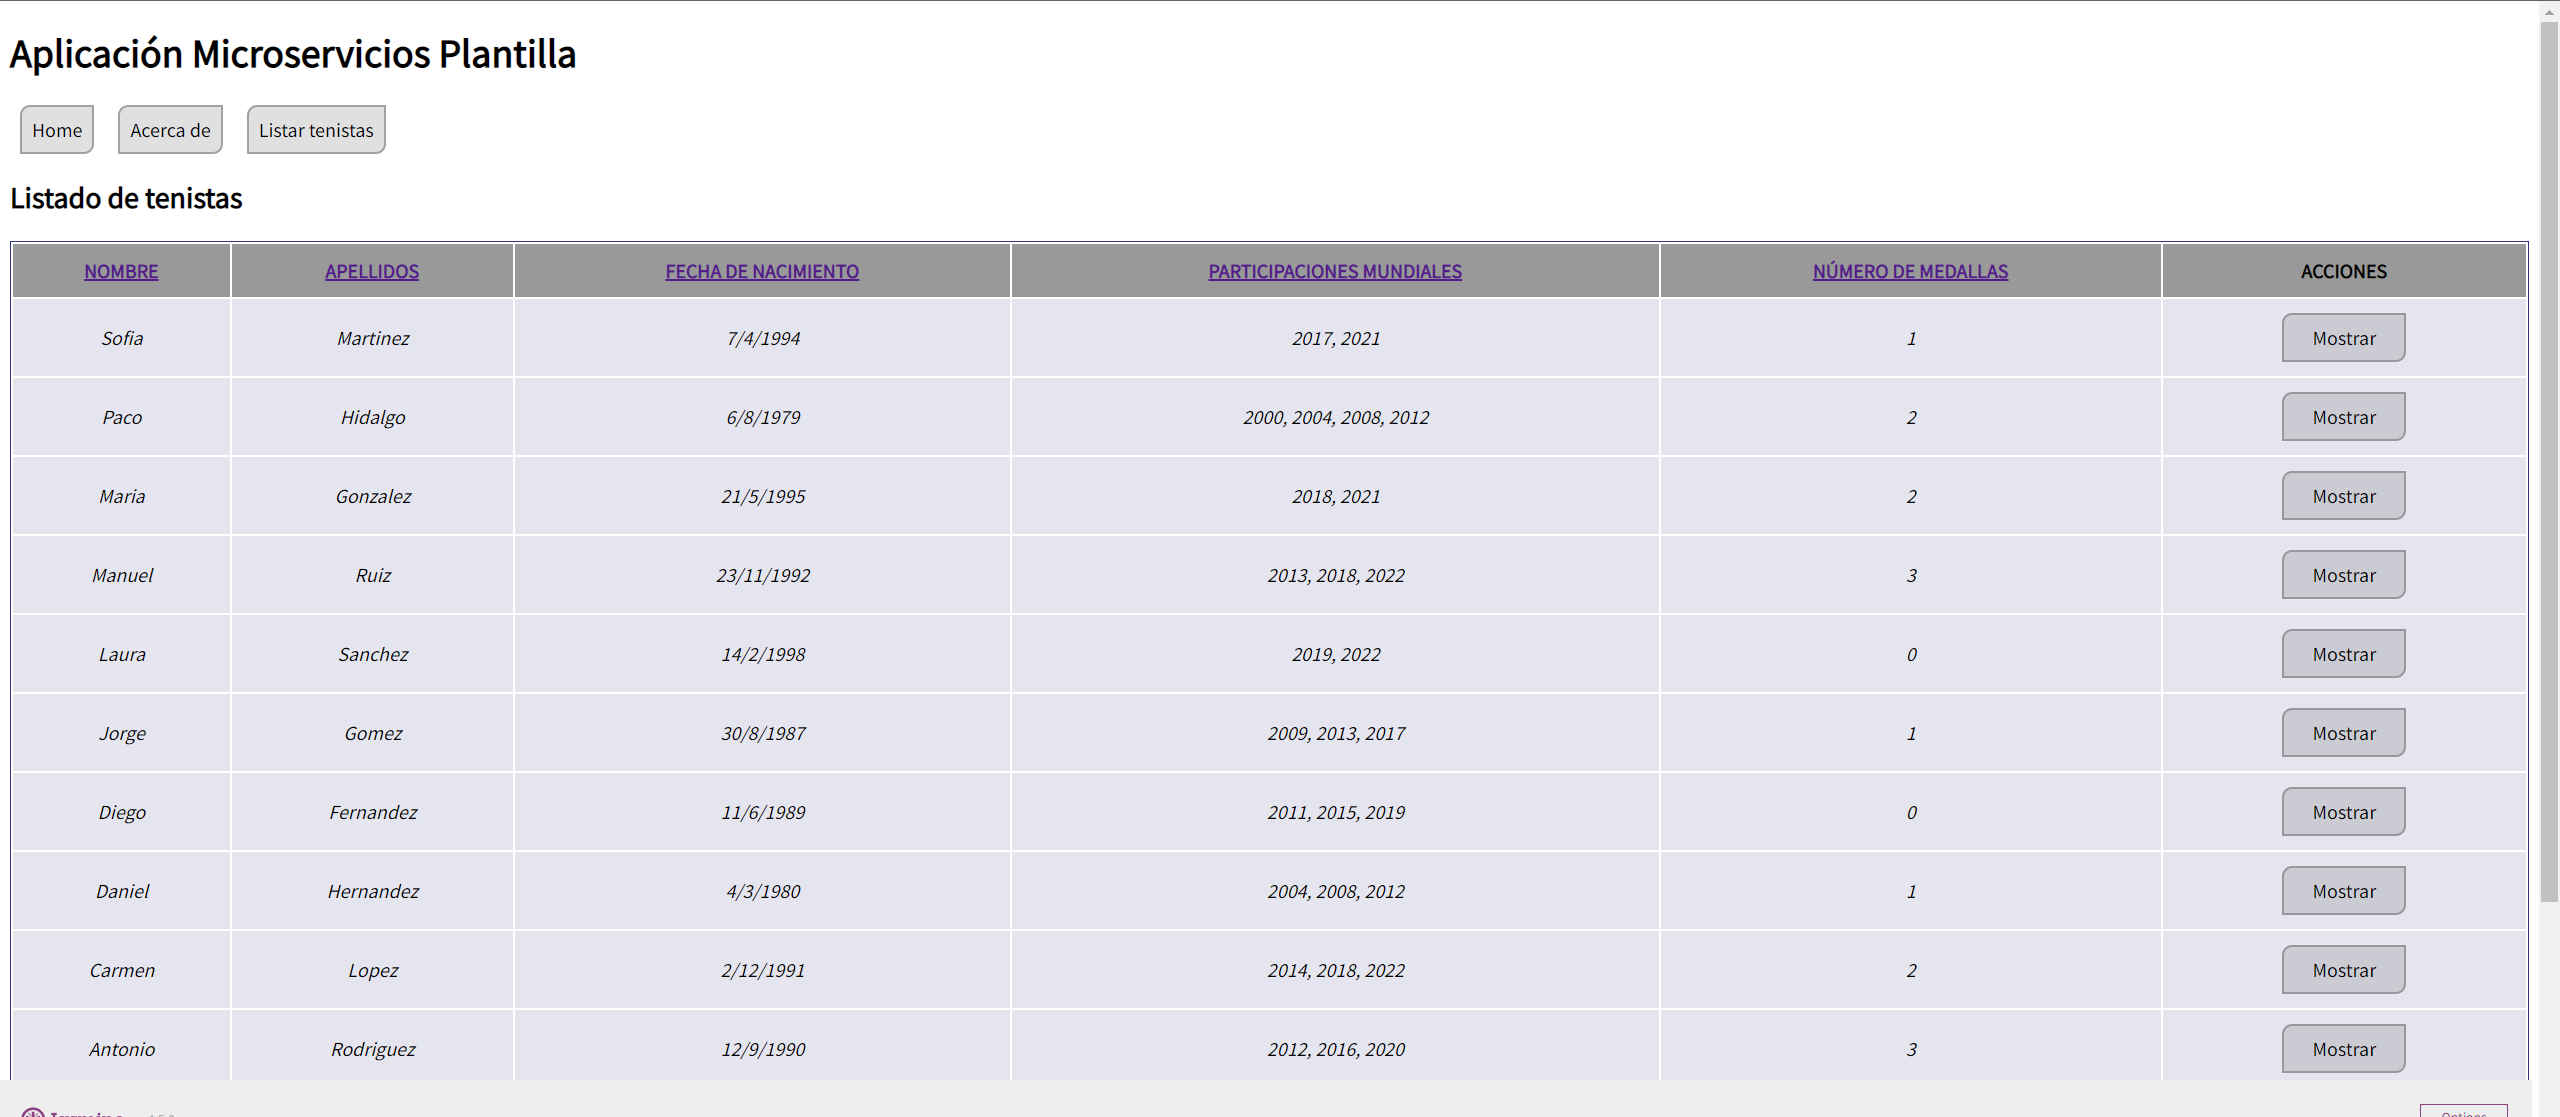 Aplicación Microservicios Plantilla
Home Acerca de Listar tenistas
Listado de tenistas
NOMBRE APELLIDOS FECHA DE NACIMIENTO PARTICIPACIONES MUNDIALES NÚMERO DE MEDALLAS ACCIONES
Sofia Martinez 7/4/1994 2017, 2021 1 Mostrar
Paco Hidalgo 6/8/1979 2000, 2004, 2008, 2012 2 Mostrar
Maria Gonzalez 21/5/1995 2018, 2021 2 Mostrar
Manuel Ruiz 23/11/1992 2013, 2018, 2022 3 Mostrar
Laura Sanchez 14/2/1998 2019, 2022 0 Mostrar
Jorge Gomez 30/8/1987 2009, 2013, 2017 1 Mostrar
Diego Fernandez 11/6/1989 2011, 2015, 2019 0 Mostrar
Daniel Hernandez 4/3/1980 2004, 2008, 2012 1 Mostrar
Carmen Lopez 2/12/1991 2014, 2018, 2022 2 Mostrar
Antonio Rodriguez 12/9/1990 2012, 2016, 2020 3 Mostrar